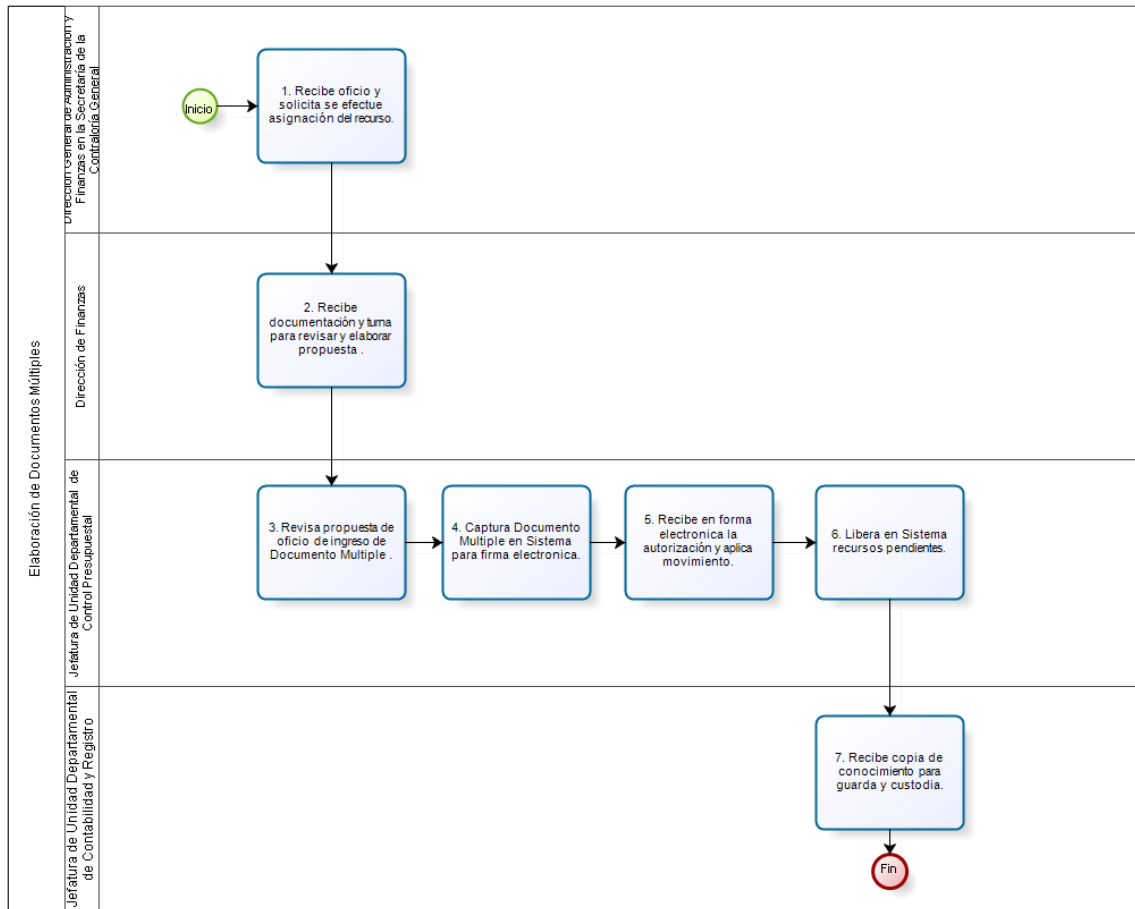 Elaboración de Documentos Múltiples
Dirección General de Administración y
Finanzas en la Secretaría de la
Contraloría General
Inicio
1. Recibe oficio y
solicita se efectue
asignación del recurso.
Dirección de Finanzas
2. Recibe
documentación y turna
para revisar y elaborar
propuesta .
Jefatura de Unidad Departamental de
Control Presupuestal
3. Revisa propuesta de
oficio de ingreso de
Documento Multiple .
4. Captura Documento
Multiple en Sistema
para firma electronica.
5. Recibe en forma
electronica la
autorización y aplica
movimiento.
6. Libera en Sistema
recursos pendientes.
Jefatura de Unidad Departamental
de Contabilidad y Registro
7. Recibe copia de
conocimiento para
guarda y custodia.
Fin